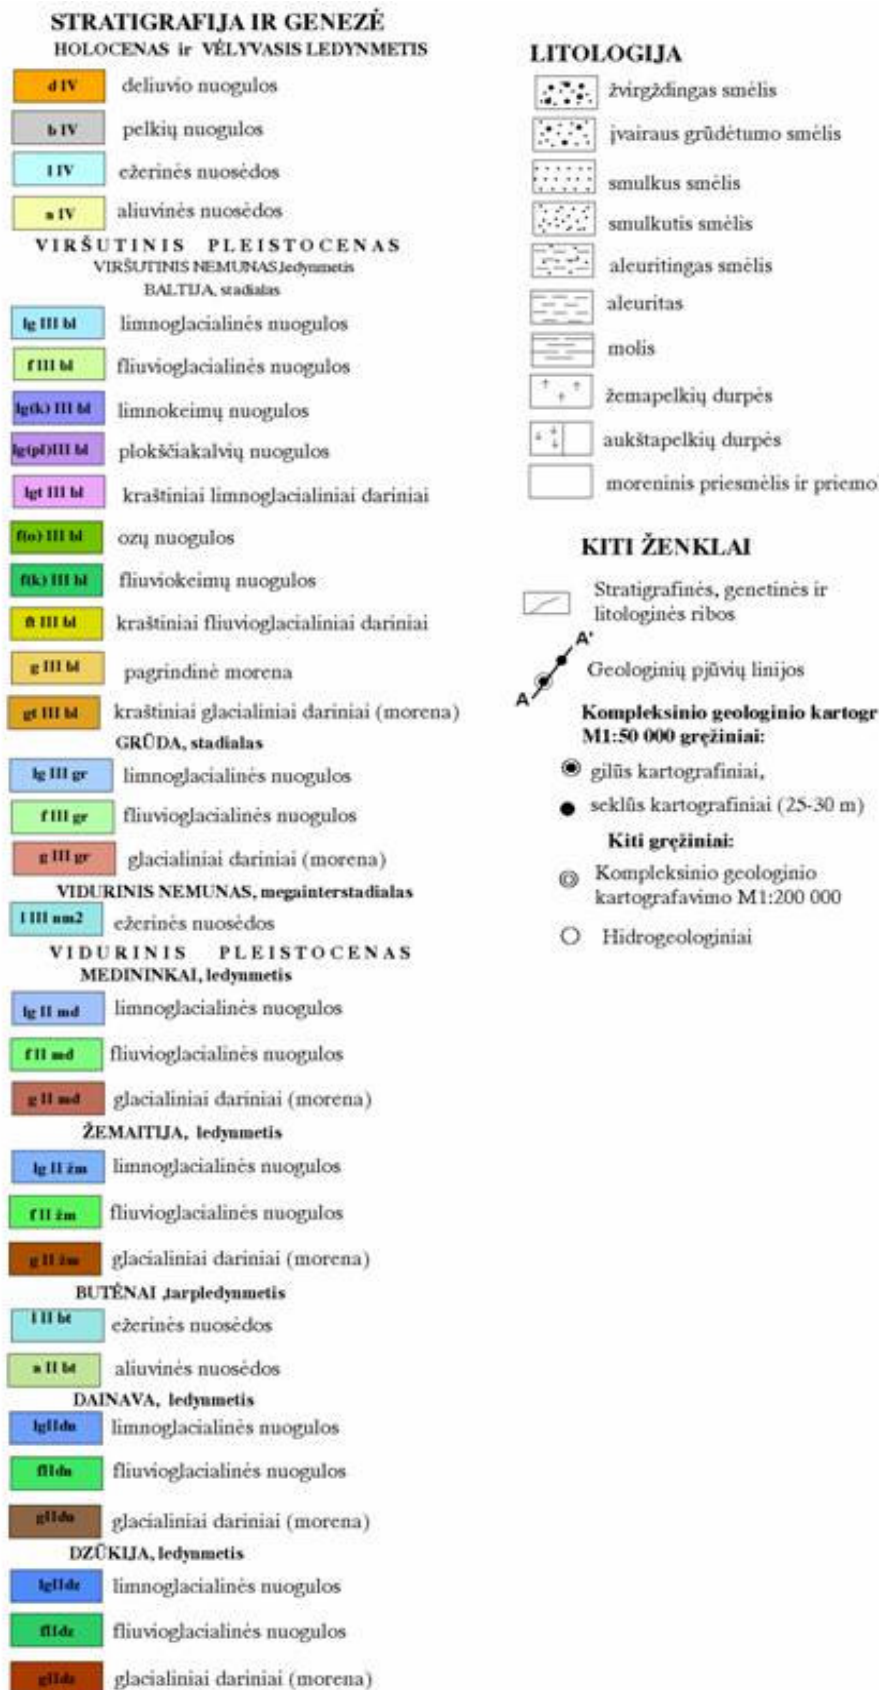 STRATIGRAFIJA IR GENEZĖ
HOLOCENAS ir VĖLYVASIS LEDYNMETIS
d IV deliuvio nuogulos
b IV pelkių nuogulos
l IV ežerinės nuosėdos
a IV aliuvinės nuosėdos
VIRŠUTINIS PLEISTOCENAS
VIRŠUTINIS NEMUNAS,ledynmetis
BALTIJA, stadialas
lg III bl limnoglacialinės nuogulos
f III bl fliuvioglacialinės nuogulos
lg(k) III bl limnokeimų nuogulos
lg(pl)III bl plokščiakalvių nuogulos
lgt III bl kraštiniai limnoglacialiniai dariniai
f(o) III bl ozų nuogulos
f(k) III bl fliuviokeimų nuogulos
ft III bl kraštiniai fliuvioglacialiniai dariniai
g III bl pagrindinė morena
gt III bl kraštiniai glacialiniai dariniai (morena)
GRŪDA, stadialas
lg III gr limnoglacialinės nuogulos
f III gr fliuvioglacialinės nuogulos
g III gr glacialiniai dariniai (morena)
VIDURINIS NEMUNAS, megainterstadialas
l III nm2 ežerinės nuosėdos
VIDURINIS PLEISTOCENAS
MEDININKAI, ledynmetis
lg II md limnoglacialinės nuogulos
f II md fliuvioglacialinės nuogulos
g II md glacialiniai dariniai (morena)
ŽEMAITIJA, ledynmetis
lg II žm limnoglacialinės nuogulos
f II žm fliuvioglacialinės nuogulos
g II žm glacialiniai dariniai (morena)
BUTĖNAI ,tarpledynmetis
l II bt ežerinės nuosėdos
a II bt aliuvinės nuosėdos
DAINAVA, ledynmetis
lgIIdn limnoglacialinės nuogulos
fIIdn fliuvioglacialinės nuogulos
gIIdn glacialiniai dariniai (morena)
DZŪKIJA, ledynmetis
lgIIdz limnoglacialinės nuogulos
fIIdz fliuvioglacialinės nuogulos
gIIdz glacialiniai dariniai (morena)
LITOLOGIJA
žvirgždingas smėlis
įvairaus grūdėtumo smėlis
smulkus smėlis
smulkutis smėlis
aleuritingas smėlis
aleuritas
molis
žemapelkių durpės
aukštapelkių durpės
moreninis priesmėlis ir priemol
KITI ŽENKLAI
Stratigrafinės, genetinės ir
litologinės ribos
A A'
Geologinių pjūvių linijos
Kompleksinio geologinio kartogr
M1:50 000 gręžiniai:
gilūs kartografiniai,
seklūs kartografiniai (25-30 m)
Kiti gręžiniai:
Kompleksinio geologinio
kartografavimo M1:200 000
Hidrogeologiniai